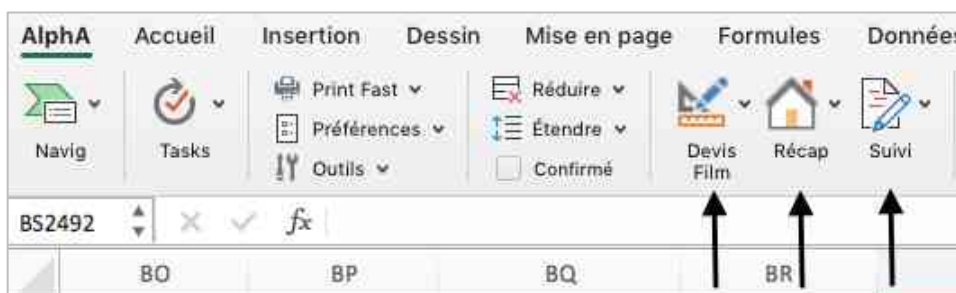 AlphA Accueil Insertion Dessin Mise en page Formules Données
Print Fast Réduire
Préférences Étendre
Navig Tasks Outils Confirmé Devis Film Récap Suivi
BS2492 fx
BO BP BQ BR